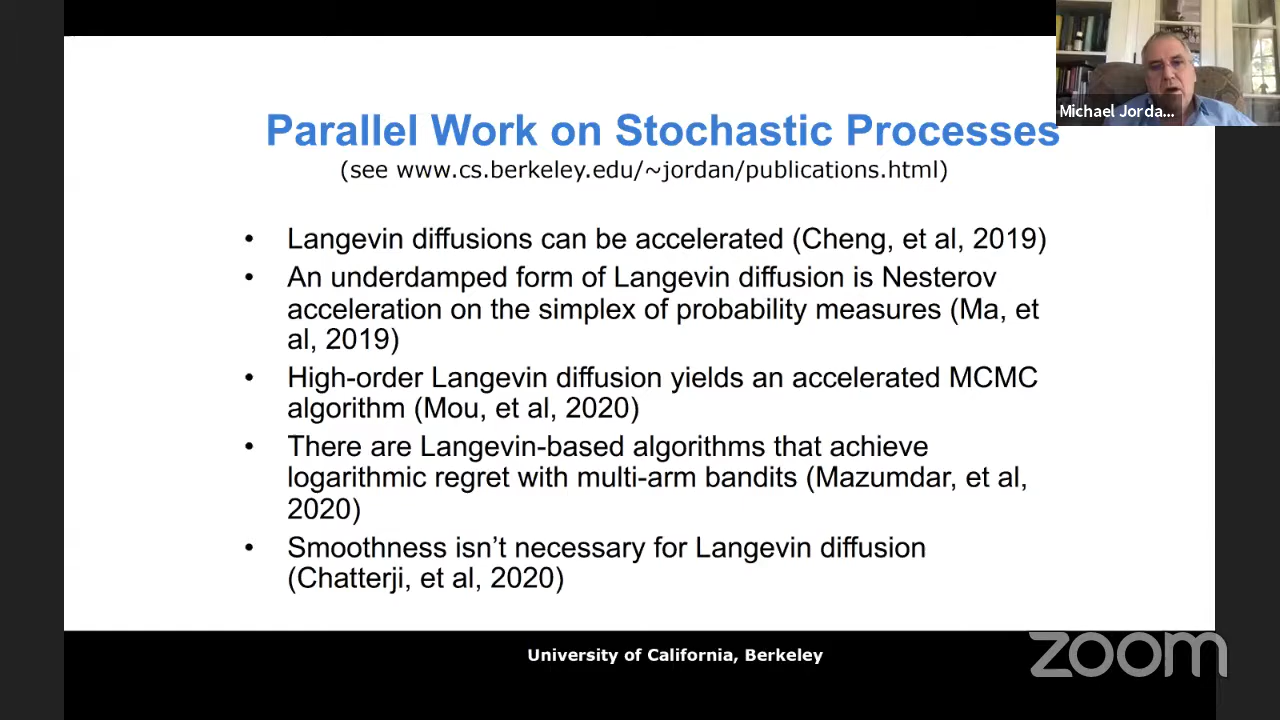 Michael Jorda...
Parallel Work on Stochastic Processes
(see www.cs.berkeley.edu/~jordan/publications.html)
• Langevin diffusions can be accelerated (Cheng, et al, 2019)
• An underdamped form of Langevin diffusion is Nesterov
acceleration on the simplex of probability measures (Ma, et
al, 2019)
• High-order Langevin diffusion yields an accelerated MCMC
algorithm (Mou, et al, 2020)
• There are Langevin-based algorithms that achieve
logarithmic regret with multi-arm bandits (Mazumdar, et al,
2020)
• Smoothness isn’t necessary for Langevin diffusion
(Chatterji, et al, 2020)
University of California, Berkeley
zoom